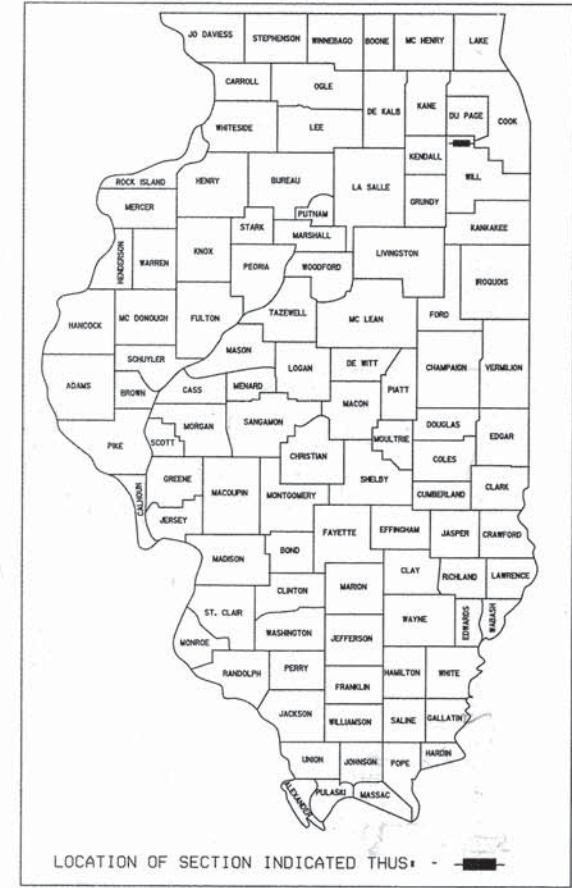 JO DAVIESS
STEPHENSON
WINNEBAGO
BOONE
MC HENRY
LAKE
CARROLL
OGLE
DE KALB
KANE
DU PAGE
COOK
WHITESIDE
LEE
KENDALL
WILL
ROCK ISLAND
HENRY
BUREAU
LA SALLE
GRUNDY
MERCER
PUTNAM
KANKAKEE
STARK
MARSHALL
HENDERSON
WARREN
KNOX
PEORIA
WOODFORD
LIVINGSTON
IROQUOIS
HANCOCK
MC DONOUGH
FULTON
TAZEWELL
MC LEAN
FORD
SCHUYLER
MASON
LOGAN
DE WITT
CHAMPAIGN
VERMILION
ADAMS
BROWN
CASS
MENARD
MACON
PIATT
PIKE
SCOTT
MORGAN
SANGAMON
CHRISTIAN
MOULTRIE
DOUGLAS
EDGAR
COLES
CALHOUN
GREENE
MACOUPIN
MONTGOMERY
SHELBY
CUMBERLAND
CLARK
JERSEY
FAYETTE
EFFINGHAM
JASPER
CRAWFORD
MADISON
BOND
CLAY
RICHLAND
LAWRENCE
CLINTON
MARION
ST. CLAIR
WAYNE
EDWARDS
WABASH
MONROE
WASHINGTON
JEFFERSON
RANDOLPH
PERRY
HAMILTON
WHITE
FRANKLIN
JACKSON
WILLIAMSON
SALINE
GALLATIN
UNION
JOHNSON
POPE
HARDIN
ALEXANDER
PULASKI
MASSAC
LOCATION OF SECTION INDICATED THUS: -